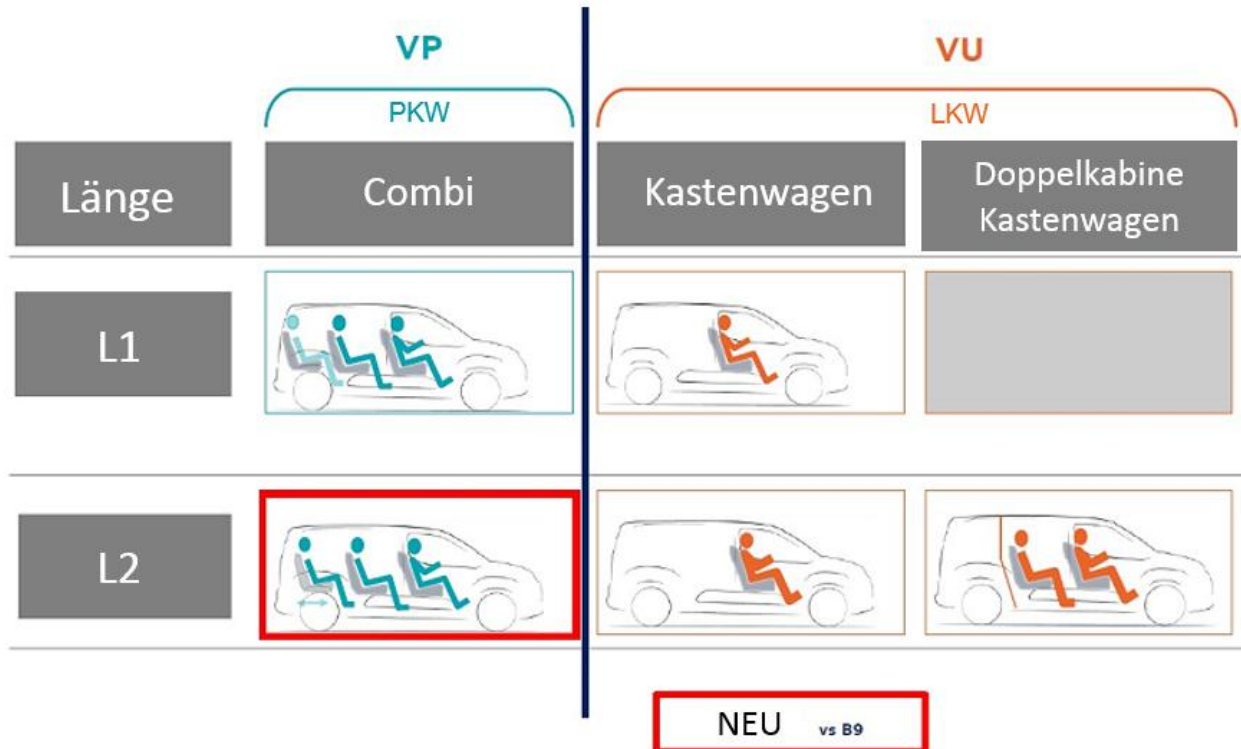 VP
VU
PKW
LKW
Länge
Combi
Kastenwagen
Doppelkabine
Kastenwagen
L1
L2
NEU vs B9